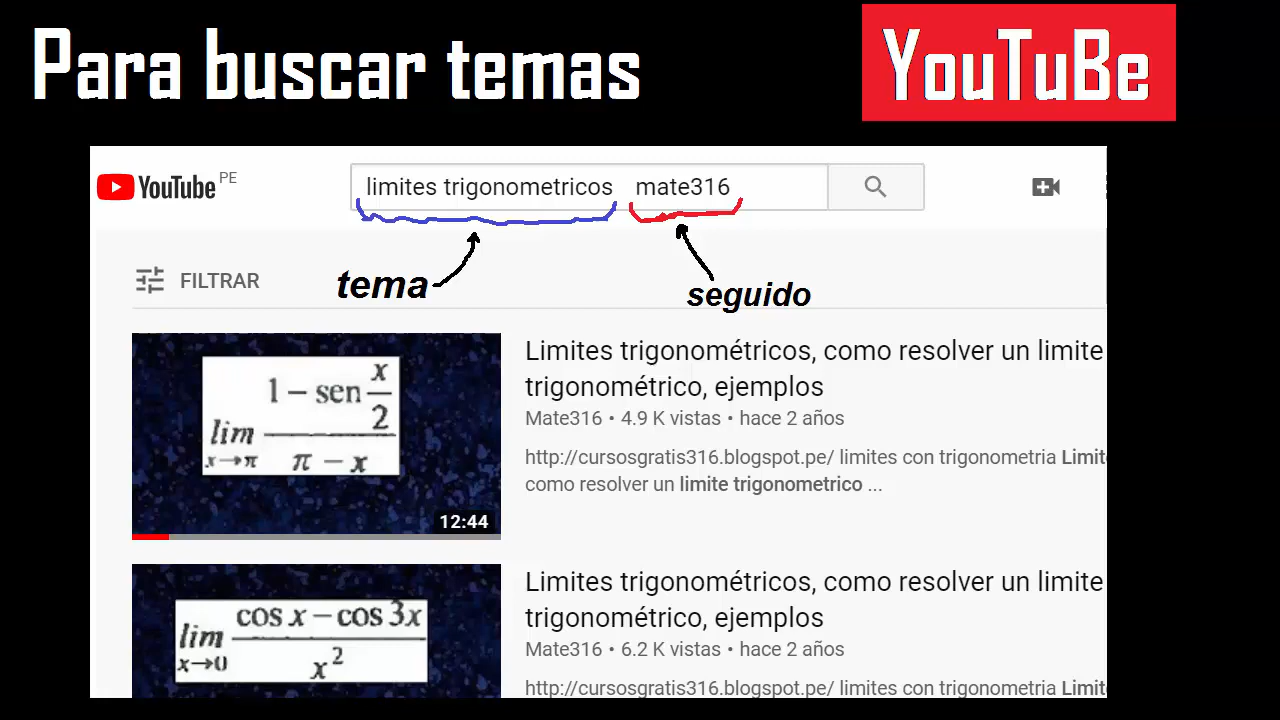 Para buscar temas
YouTuBe
YouTube PE
limites trigonometricos mate316
tema
seguido
FILTRAR
lim x→π (1 − sen x/2) / (π − x)
12:44
Limites trigonométricos, como resolver un limite
trigonométrico, ejemplos
Mate316 • 4.9 K vistas • hace 2 años
http://cursosgratis316.blogspot.pe/ limites con trigonometria Limit
como resolver un limite trigonometrico ...
lim x→0 (cos x − cos 3x) / x²
Limites trigonométricos, como resolver un limite
trigonométrico, ejemplos
Mate316 • 6.2 K vistas • hace 2 años
http://cursosgratis316.blogspot.pe/ limites con trigonometria Limit